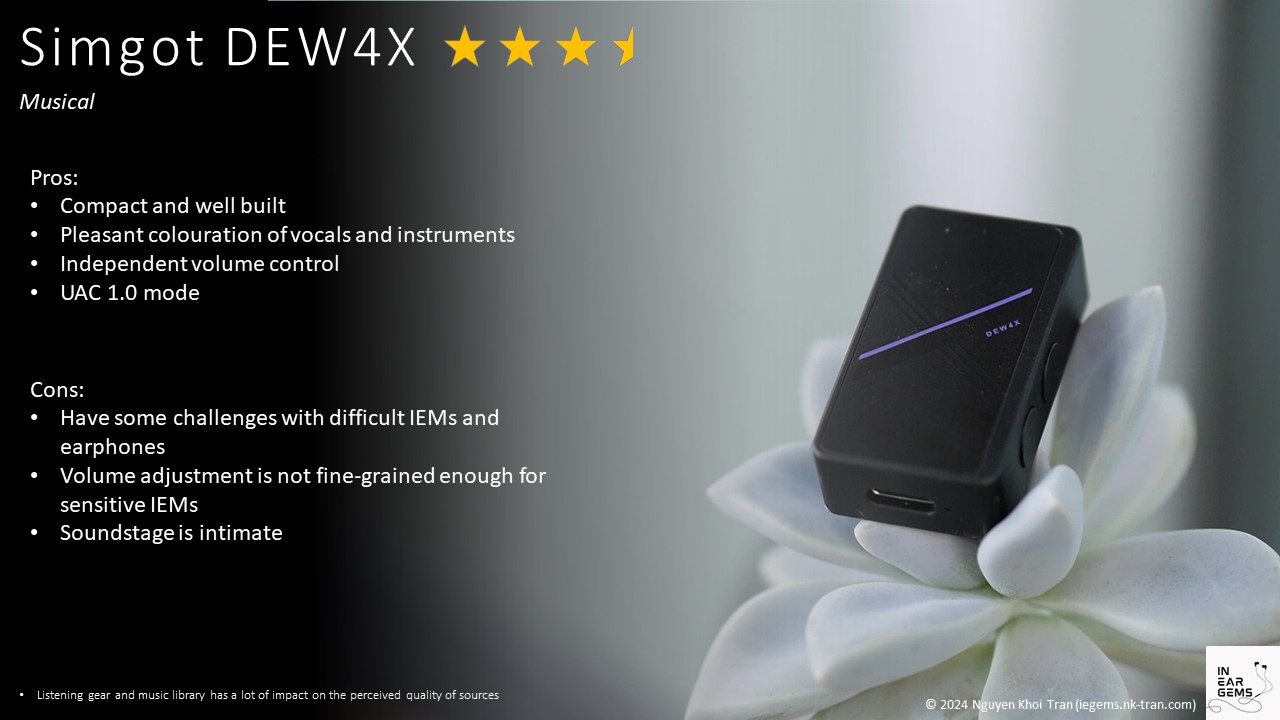 Simgot DEW4X
Musical
Pros:
• Compact and well built
• Pleasant colouration of vocals and instruments
• Independent volume control
• UAC 1.0 mode
Cons:
• Have some challenges with difficult IEMs and
earphones
• Volume adjustment is not fine-grained enough for
sensitive IEMs
• Soundstage is intimate
DEW4X
• Listening gear and music library has a lot of impact on the perceived quality of sources
© 2024 Nguyen Khoi Tran (iegems.nk-tran.com)
IN
EAR
GEMS